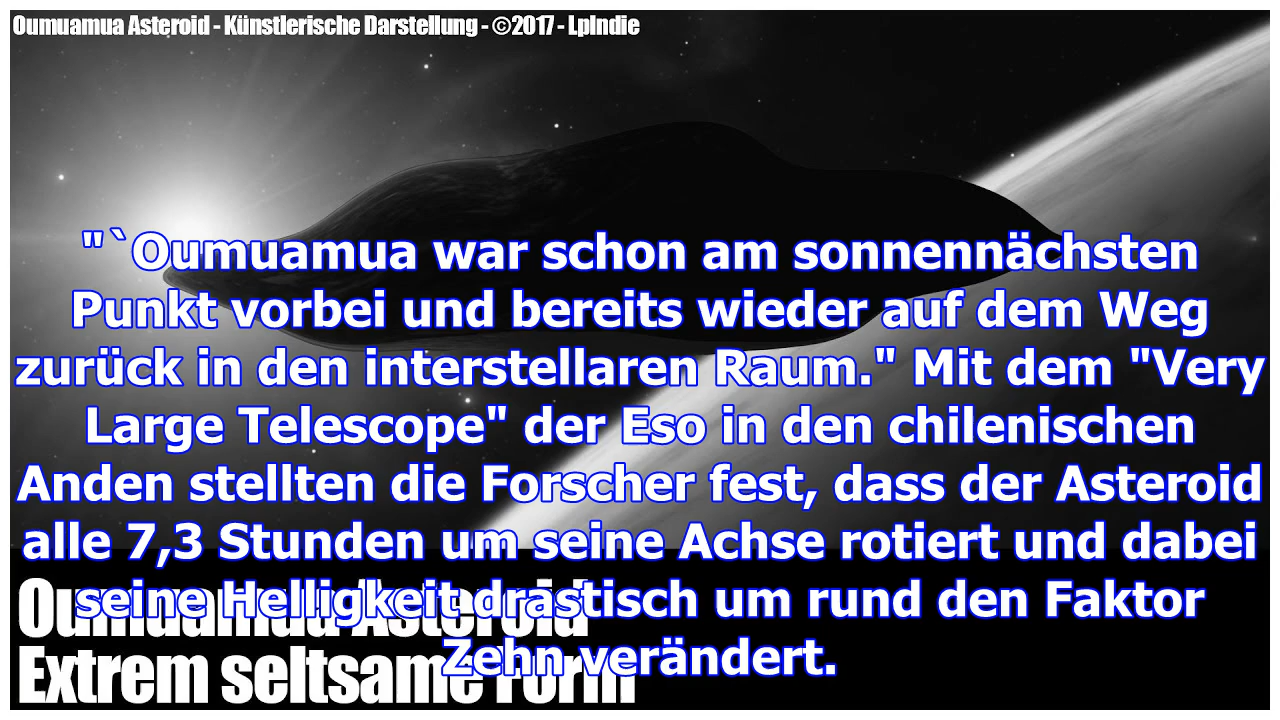 Oumuamua Asteroid - Künstlerische Darstellung - ©2017 - LpIndie
"`Oumuamua war schon am sonnennächsten
Punkt vorbei und bereits wieder auf dem Weg
zurück in den interstellaren Raum." Mit dem "Very
Large Telescope" der Eso in den chilenischen
Anden stellten die Forscher fest, dass der Asteroid
alle 7,3 Stunden um seine Achse rotiert und dabei
seine Helligkeit drastisch um rund den Faktor
Zehn verändert.
Oumuamua Asteroid
Extrem seltsame Form